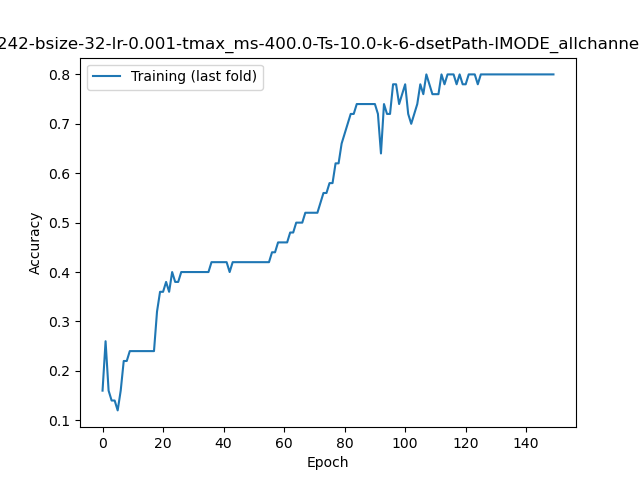 242-bsize-32-lr-0.001-tmax_ms-400.0-Ts-10.0-k-6-dsetPath-IMODE_allchanne
Training (last fold)
0.8
0.7
0.6
0.5
0.4
0.3
0.2
0.1
Accuracy
0 20 40 60 80 100 120 140
Epoch